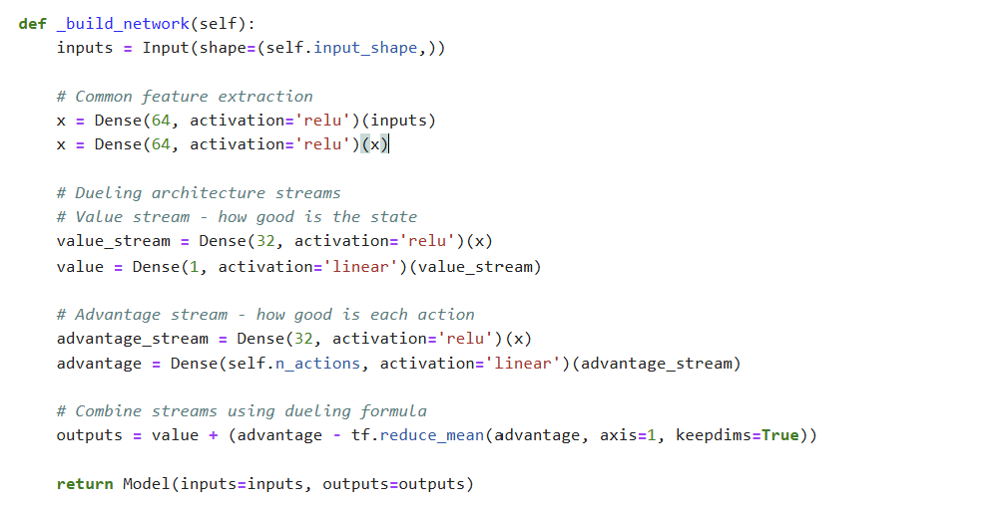 def _build_network(self):
    inputs = Input(shape=(self.input_shape,))
    # Common feature extraction
    x = Dense(64, activation='relu')(inputs)
    x = Dense(64, activation='relu')(x)
    # Dueling architecture streams
    # Value stream - how good is the state
    value_stream = Dense(32, activation='relu')(x)
    value = Dense(1, activation='linear')(value_stream)
    # Advantage stream - how good is each action
    advantage_stream = Dense(32, activation='relu')(x)
    advantage = Dense(self.n_actions, activation='linear')(advantage_stream)
    # Combine streams using dueling formula
    outputs = value + (advantage - tf.reduce_mean(advantage, axis=1, keepdims=True))
    return Model(inputs=inputs, outputs=outputs)